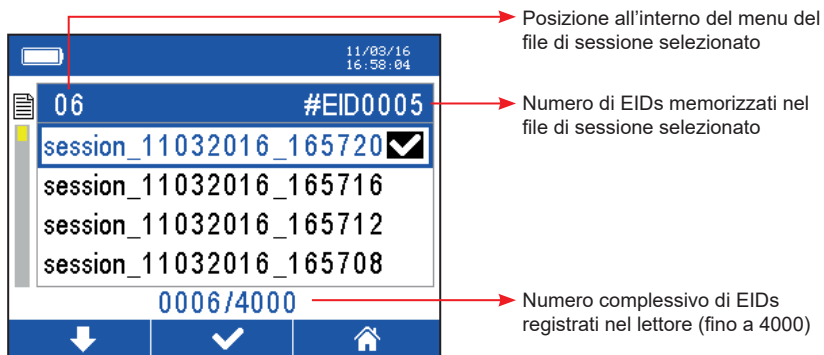 Posizione all'interno del menu del
file di sessione selezionato
11/03/16
16:58:04
06 #EID0005
Numero di EIDs memorizzati nel
file di sessione selezionato
session_11032016_165720
session_11032016_165716
session_11032016_165712
session_11032016_165708
0006/4000
Numero complessivo di EIDs
registrati nel lettore (fino a 4000)